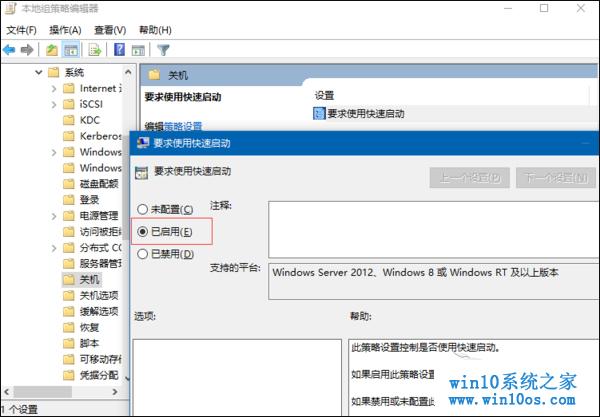 本地组策略编辑器
文件(F) 操作(A) 查看(V) 帮助(H)
系统
Internet
iSCSI
KDC
Kerberos
Windows
Windows
磁盘配额
登录
电源管理
访问被拒绝
分布式 CO
服务器管理
关机
关机选项
缓解选项
恢复
脚本
可移动存储
凭据分配
1 个设置
关机
要求使用快速启动
编辑策略设置
设置
要求使用快速启动
要求使用快速启动
要求使用快速启动
上一个设置(P) 下一个设置(N)
未配置(C)
已启用(E)
已禁用(D)
注释:
支持的平台:
Windows Server 2012、Windows 8 或 Windows RT 及以上版本
选项:
帮助:
此策略设置控制是否使用快速启动。
如果启用此策略设置
如果禁用或未配置此
win10系统之家
www.win10os.com